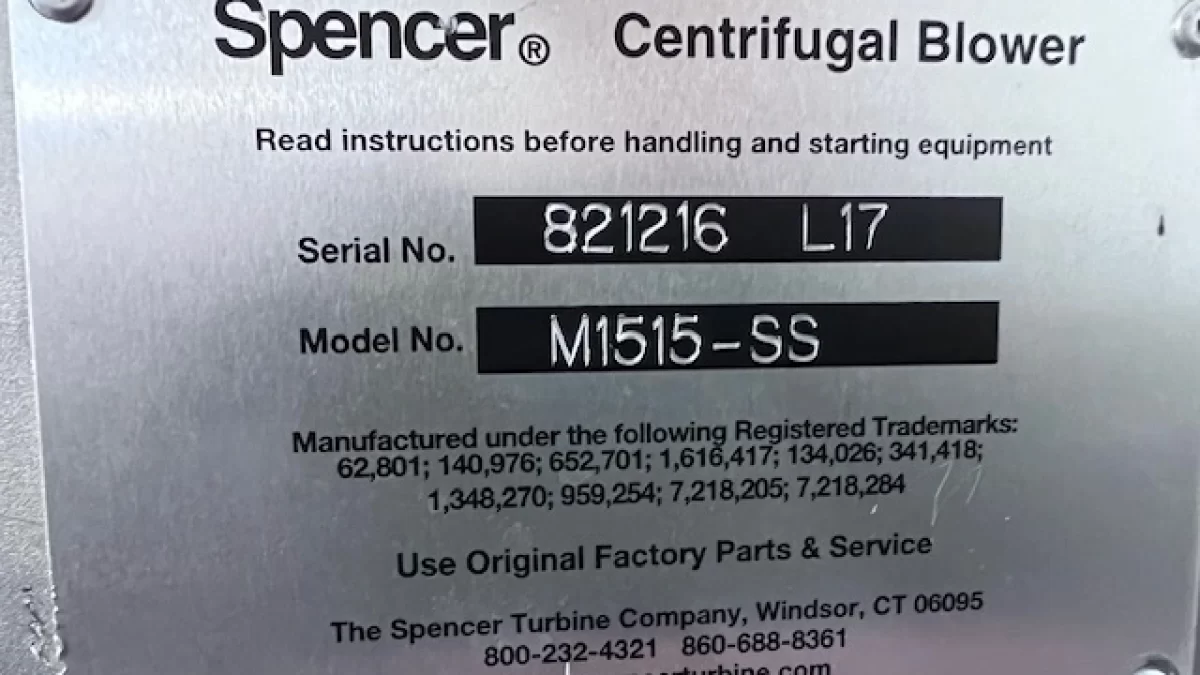 Spencer® Centrifugal Blower
Read instructions before handling and starting equipment
Serial No. 821216 L17
Model No. M1515-SS
Manufactured under the following Registered Trademarks:
62,801; 140,976; 652,701; 1,616,417; 134,026; 341,418;
1,348,270; 959,254; 7,218,205; 7,218,284
Use Original Factory Parts & Service
The Spencer Turbine Company, Windsor, CT 06095
800-232-4321 860-688-8361